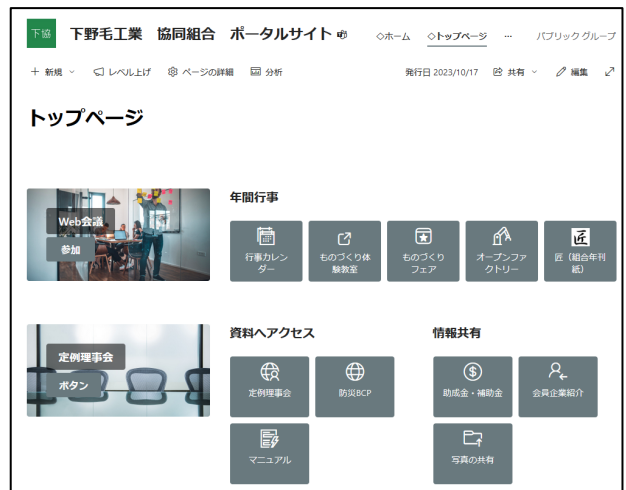 下協 下野毛工業 協同組合 ポータルサイト ◇ホーム ◇トップページ ··· パブリック グループ
+ 新規 レベル上げ ページの詳細 分析 発行日 2023/10/17 共有 編集
トップページ
年間行事
Web会議
参加
行事カレン
ダー
ものづくり体
験教室
ものづくり
フェア
オープンファ
クトリー
匠
匠（組合年刊
紙）
資料へアクセス
情報共有
定例理事会
ボタン
定例理事会
防災BCP
助成金・補助金
会員企業紹介
マニュアル
写真の共有